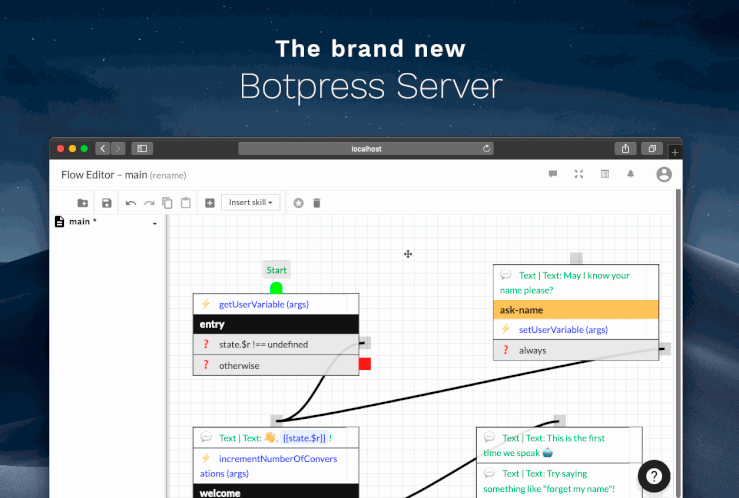 The brand new
Botpress Server
localhost
Flow Editor – main (rename)
Insert skill
main *
Start
getUserVariable (args)
entry
state.$r !== undefined
otherwise
Text | Text: May I know your
name please?
ask-name
setUserVariable (args)
always
Text | Text: 👋, {{state.$r}} !
incrementNumberOfConvers
ations (args)
welcome
Text | Text: This is the first
time we speak 🤖
Text | Text: Try saying
something like "forget my name"!